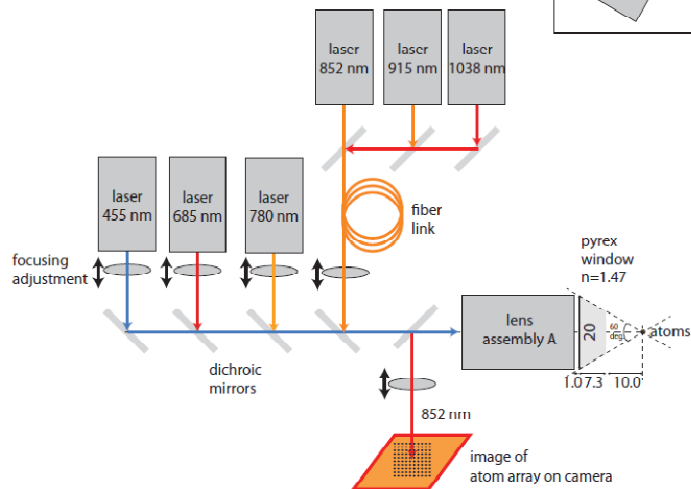 laser
852 nm
laser
915 nm
laser
1038 nm
laser
455 nm
laser
685 nm
laser
780 nm
fiber
link
focusing
adjustment
pyrex
window
n=1.47
lens
assembly A
20
60
deg
atoms
1.0 7.3 10.0
dichroic
mirrors
852 nm
image of
atom array on camera